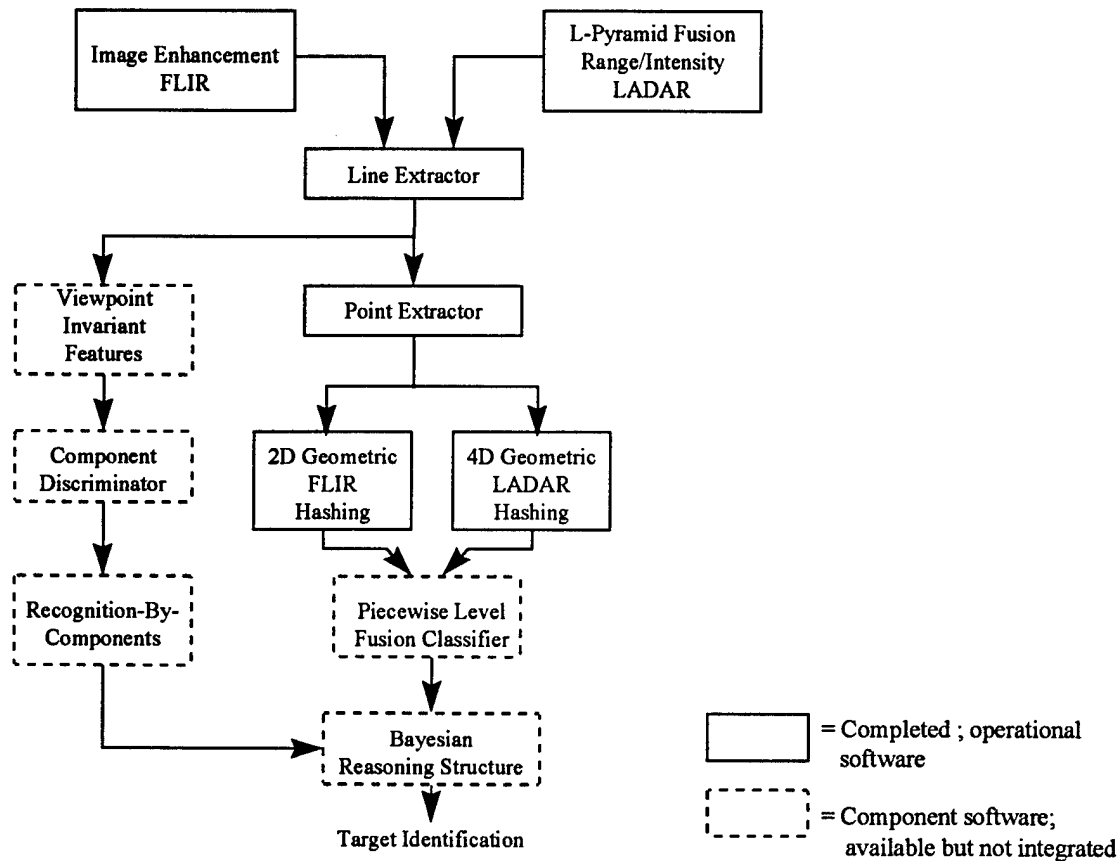 Image Enhancement
FLIR
L-Pyramid Fusion
Range/Intensity
LADAR
Line Extractor
Viewpoint
Invariant
Features
Point Extractor
Component
Discriminator
2D Geometric
FLIR
Hashing
4D Geometric
LADAR
Hashing
Recognition-By-
Components
Piecewise Level
Fusion Classifier
Bayesian
Reasoning Structure
Target Identification
= Completed ; operational
software
= Component software;
available but not integrated